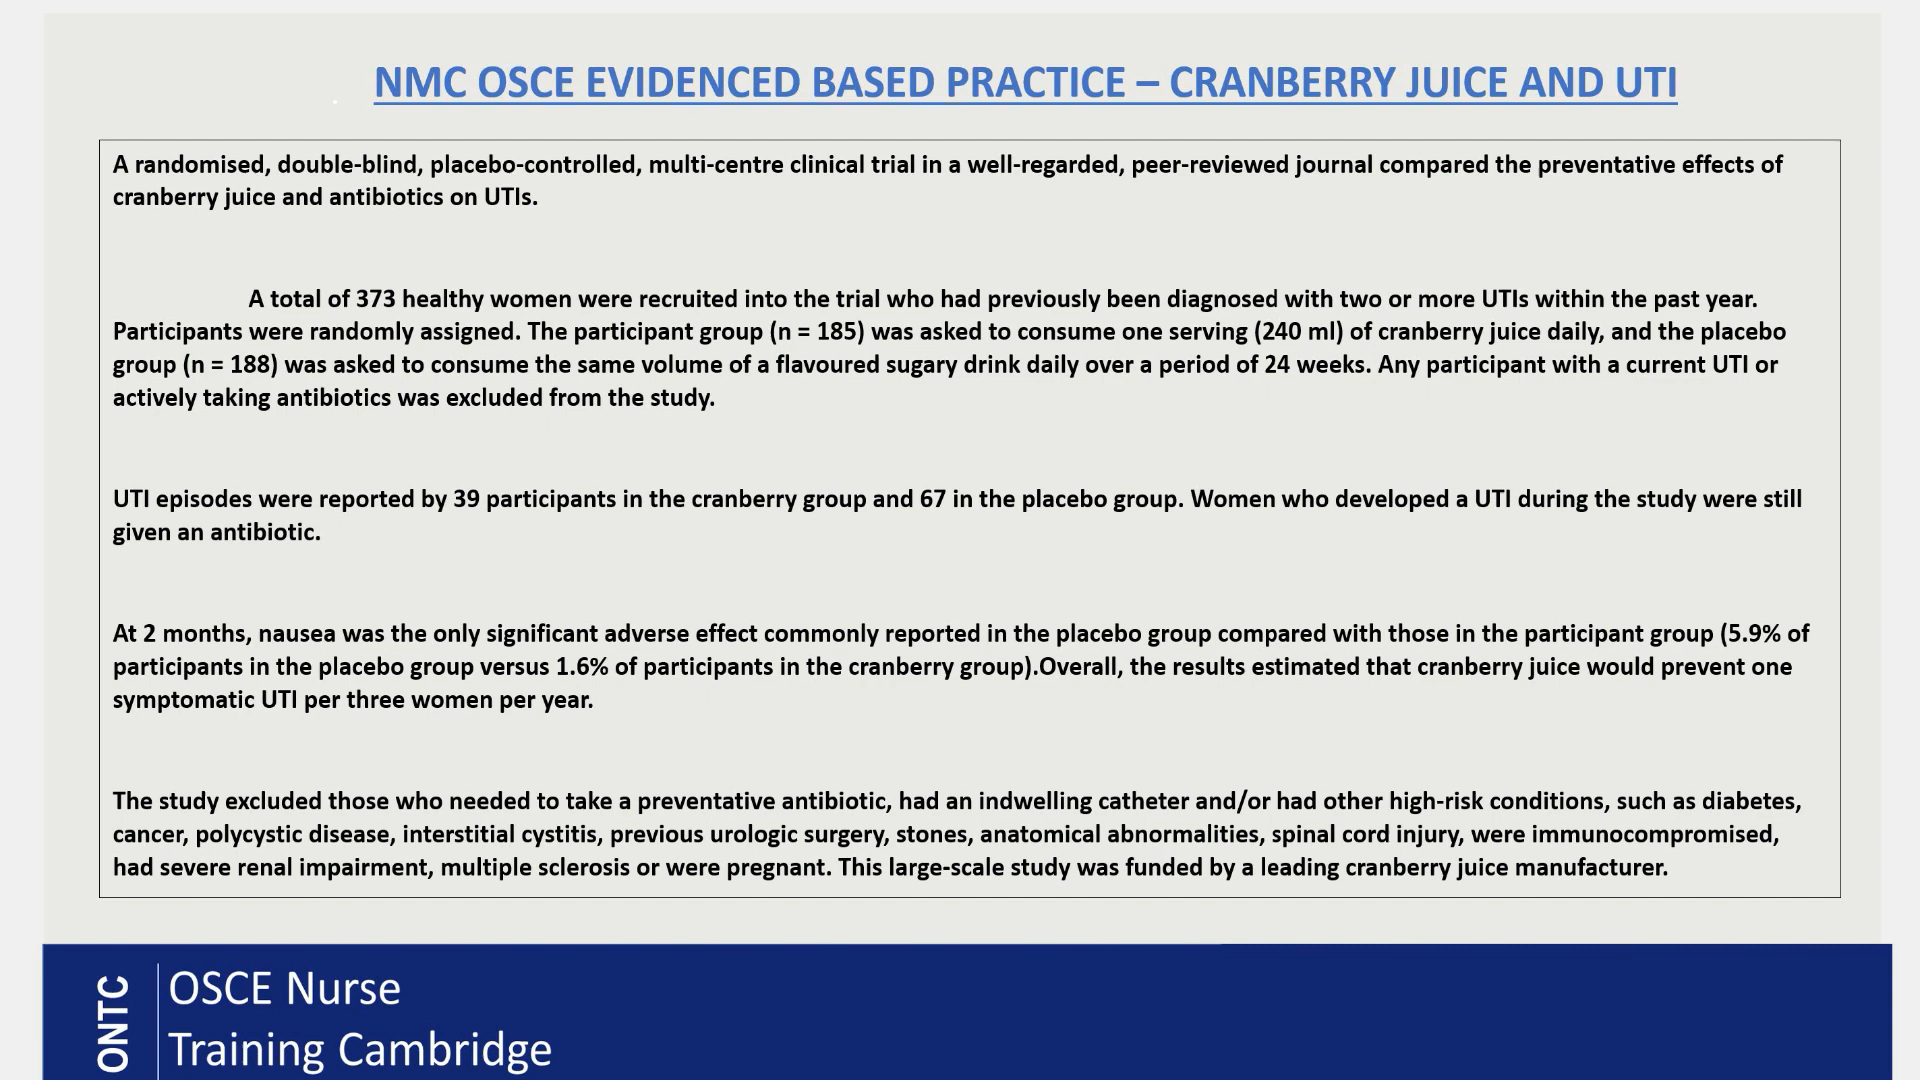 NMC OSCE EVIDENCED BASED PRACTICE – CRANBERRY JUICE AND UTI
A randomised, double-blind, placebo-controlled, multi-centre clinical trial in a well-regarded, peer-reviewed journal compared the preventative effects of
cranberry juice and antibiotics on UTIs.
A total of 373 healthy women were recruited into the trial who had previously been diagnosed with two or more UTIs within the past year.
Participants were randomly assigned. The participant group (n = 185) was asked to consume one serving (240 ml) of cranberry juice daily, and the placebo
group (n = 188) was asked to consume the same volume of a flavoured sugary drink daily over a period of 24 weeks. Any participant with a current UTI or
actively taking antibiotics was excluded from the study.
UTI episodes were reported by 39 participants in the cranberry group and 67 in the placebo group. Women who developed a UTI during the study were still
given an antibiotic.
At 2 months, nausea was the only significant adverse effect commonly reported in the placebo group compared with those in the participant group (5.9% of
participants in the placebo group versus 1.6% of participants in the cranberry group).Overall, the results estimated that cranberry juice would prevent one
symptomatic UTI per three women per year.
The study excluded those who needed to take a preventative antibiotic, had an indwelling catheter and/or had other high-risk conditions, such as diabetes,
cancer, polycystic disease, interstitial cystitis, previous urologic surgery, stones, anatomical abnormalities, spinal cord injury, were immunocompromised,
had severe renal impairment, multiple sclerosis or were pregnant. This large-scale study was funded by a leading cranberry juice manufacturer.
ONTC
OSCE Nurse
Training Cambridge